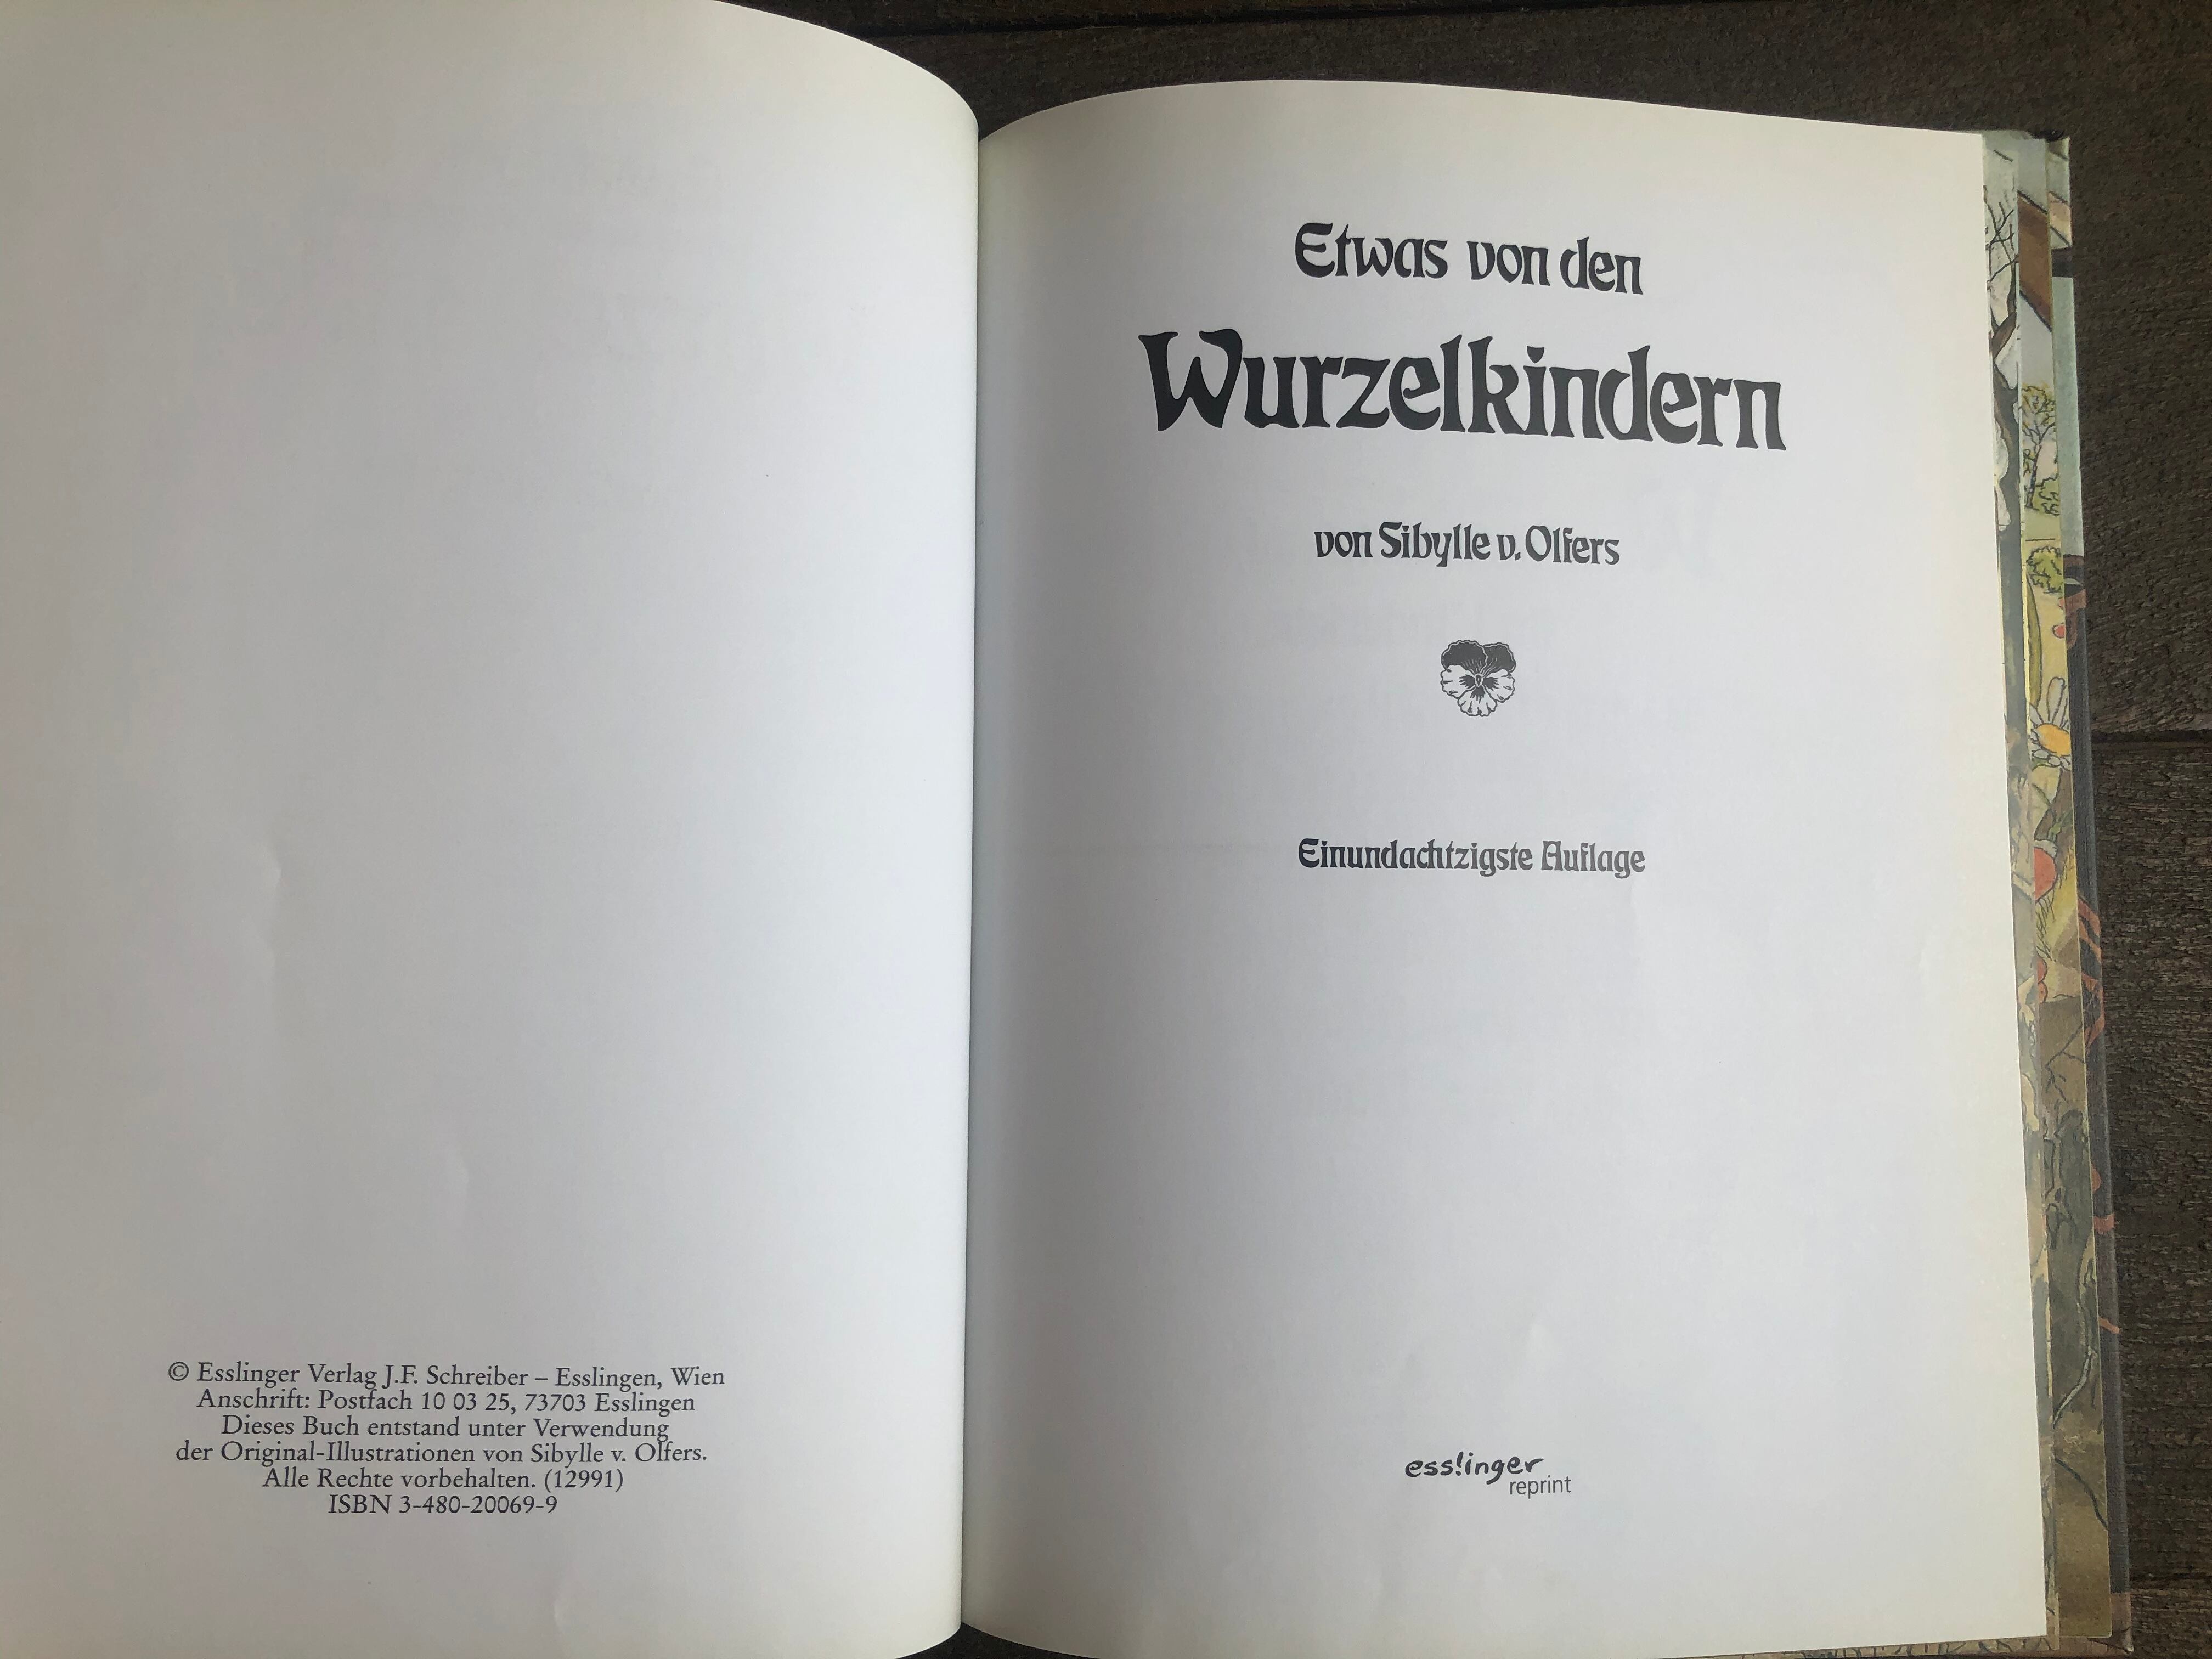 © Esslinger Verlag J.F. Schreiber – Esslingen, Wien
Anschrift: Postfach 10 03 25, 73703 Esslingen
Dieses Buch entstand unter Verwendung
der Original-Illustrationen von Sibylle v. Olfers.
Alle Rechte vorbehalten. (12991)
ISBN 3-480-20069-9
Etwas von den
Wurzelkindern
von Sibylle v. Olfers
Einundachtzigste Auflage
ess!inger
reprint